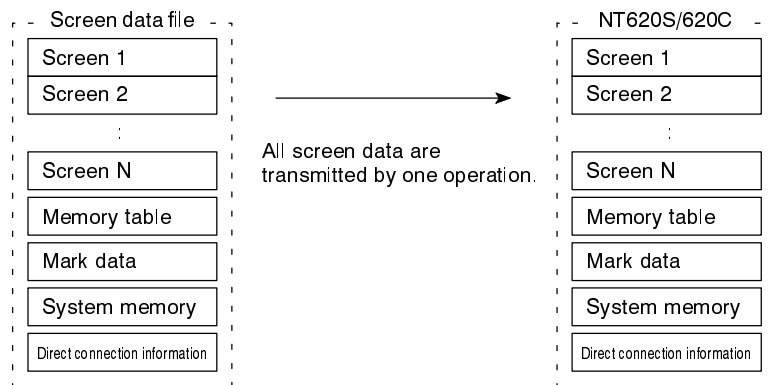 Screen data file
Screen 1
Screen 2
:
Screen N
Memory table
Mark data
System memory
Direct connection information
All screen data are
transmitted by one operation.
NT620S/620C
Screen 1
Screen 2
:
Screen N
Memory table
Mark data
System memory
Direct connection information